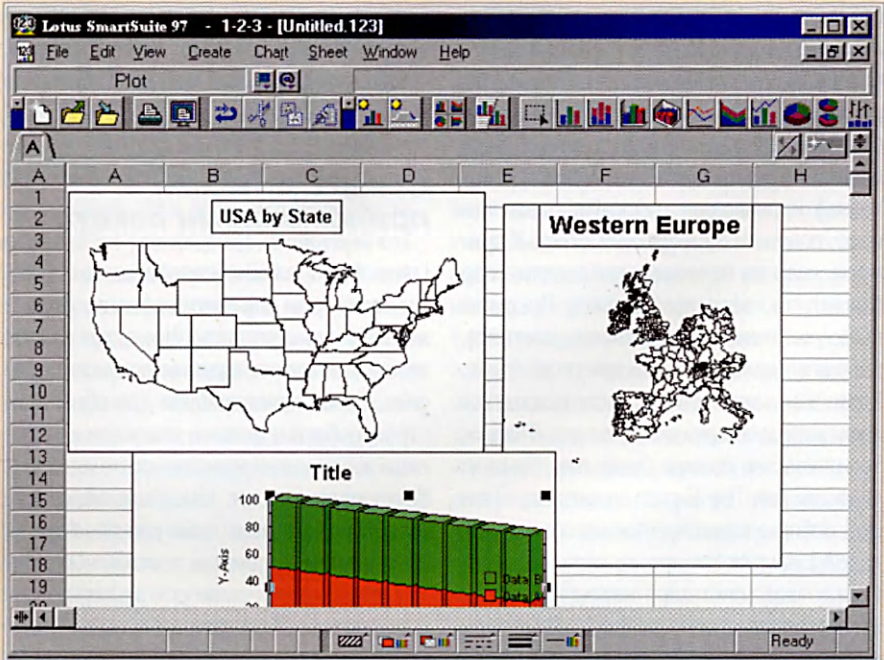 Lotus SmartSuite 97 - 1-2-3 - [Untitled.123]
File Edit View Create Chart Sheet Window Help
Plot
A
A A B C D E F G H
1
2
3
4
5
6
7
8
9
10
11
12
13
14
15
16
17
18
19
USA by State
Western Europe
Title
100
80
60
40
20
Y-Axis
Data B
Data A
Ready